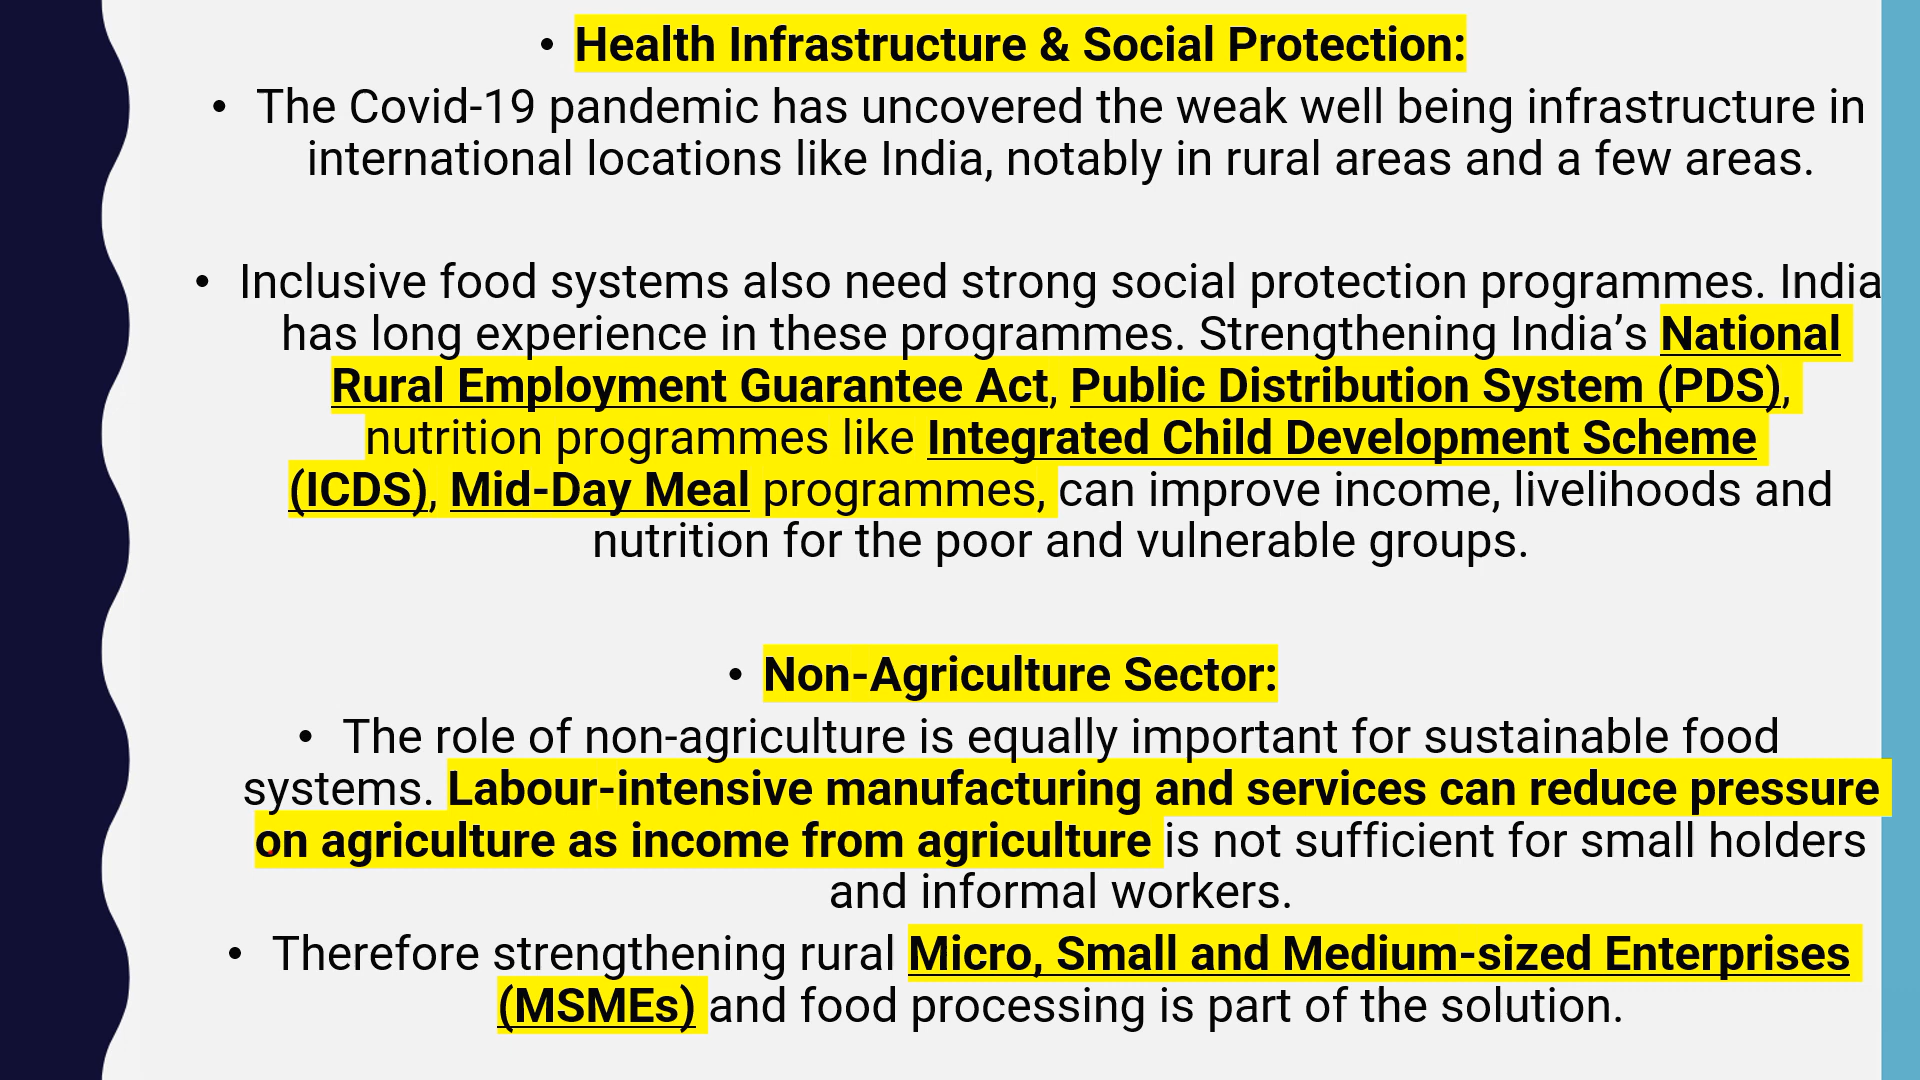 • Health Infrastructure & Social Protection:
• The Covid-19 pandemic has uncovered the weak well being infrastructure in
international locations like India, notably in rural areas and a few areas.
• Inclusive food systems also need strong social protection programmes. India
has long experience in these programmes. Strengthening India’s National
Rural Employment Guarantee Act, Public Distribution System (PDS),
nutrition programmes like Integrated Child Development Scheme
(ICDS), Mid-Day Meal programmes, can improve income, livelihoods and
nutrition for the poor and vulnerable groups.
• Non-Agriculture Sector:
• The role of non-agriculture is equally important for sustainable food
systems. Labour-intensive manufacturing and services can reduce pressure
on agriculture as income from agriculture is not sufficient for small holders
and informal workers.
• Therefore strengthening rural Micro, Small and Medium-sized Enterprises
(MSMEs) and food processing is part of the solution.